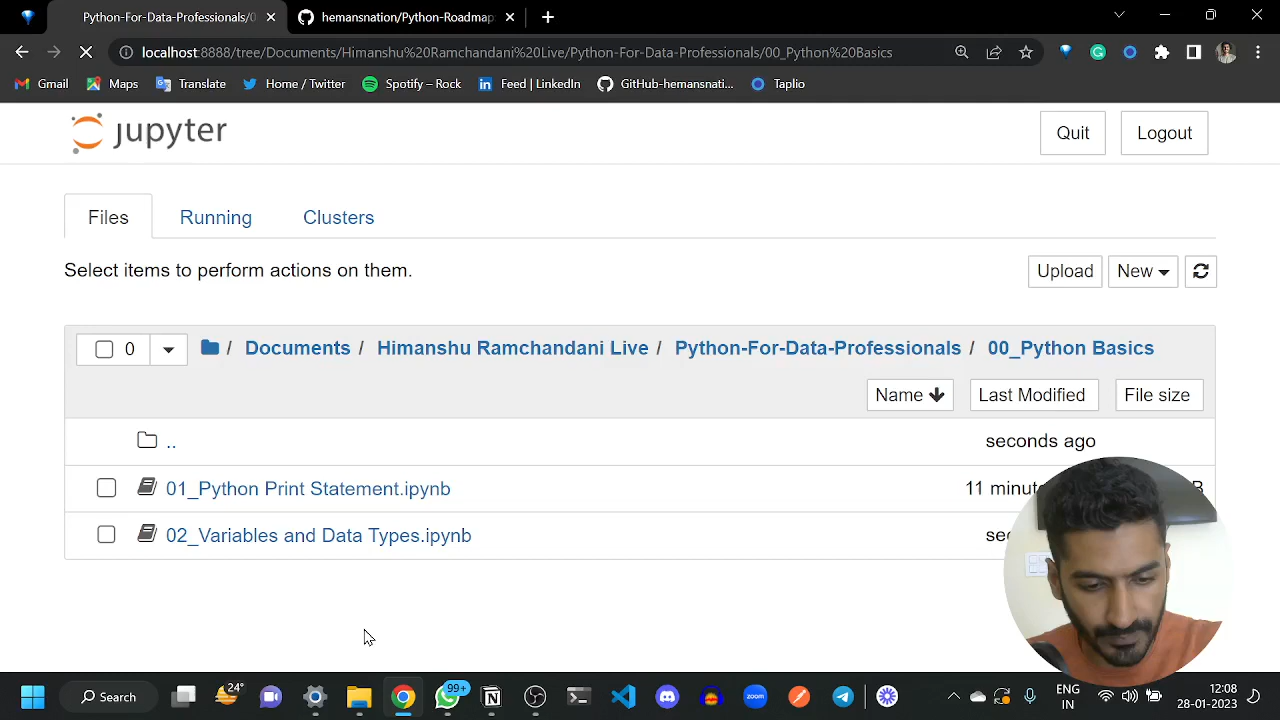 Python-For-Data-Professionals/0
hemansnation/Python-Roadmap
localhost:8888/tree/Documents/Himanshu%20Ramchandani%20Live/Python-For-Data-Professionals/00_Python%20Basics
Gmail Maps Translate Home / Twitter Spotify – Rock Feed | LinkedIn GitHub-hemansnati... Taplio
jupyter Quit Logout
Files Running Clusters
Select items to perform actions on them. Upload New
0 / Documents / Himanshu Ramchandani Live / Python-For-Data-Professionals / 00_Python Basics
Name Last Modified File size
.. seconds ago
01_Python Print Statement.ipynb 11 B
02_Variables and Data Types.ipynb
Search 24° 99+ zoom ENG 12:08
IN 28-01-2023